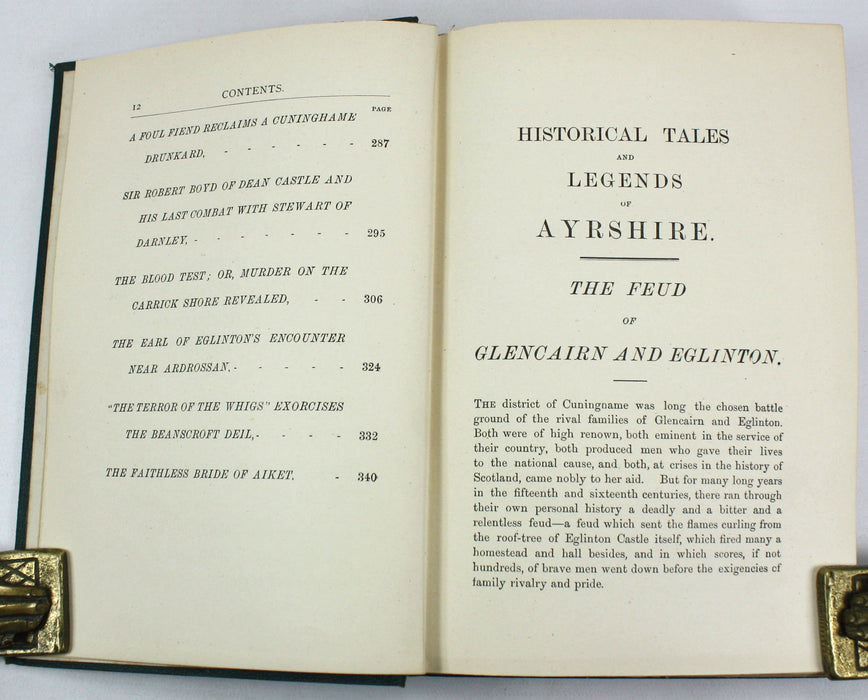 12 CONTENTS.
PAGE
A FOUL FIEND RECLAIMS A CUNINGHAME
DRUNKARD, - - - - - 287
SIR ROBERT BOYD OF DEAN CASTLE AND
HIS LAST COMBAT WITH STEWART OF
DARNLEY, - - - - - - 295
THE BLOOD TEST; OR, MURDER ON THE
CARRICK SHORE REVEALED, - - 306
THE EARL OF EGLINTON'S ENCOUNTER
NEAR ARDROSSAN, - - - - - 324
"THE TERROR OF THE WHIGS" EXORCISES
THE BEANSCROFT DEIL, - - - - 332
THE FAITHLESS BRIDE OF AIKET. - 340
HISTORICAL TALES
AND
LEGENDS
OF
AYRSHIRE.
THE FEUD
OF
GLENCAIRN AND EGLINTON.
THE district of Cuningname was long the chosen battle
ground of the rival families of Glencairn and Eglinton.
Both were of high renown, both eminent in the service of
their country, both produced men who gave their lives
to the national cause, and both, at crises in the history of
Scotland, came nobly to her aid. But for many long years
in the fifteenth and sixteenth centuries, there ran through
their own personal history a deadly and a bitter and a
relentless feud—a feud which sent the flames curling from
the roof-tree of Eglinton Castle itself, which fired many a
homestead and hall besides, and in which scores, if not
hundreds, of brave men went down before the exigencies of
family rivalry and pride.